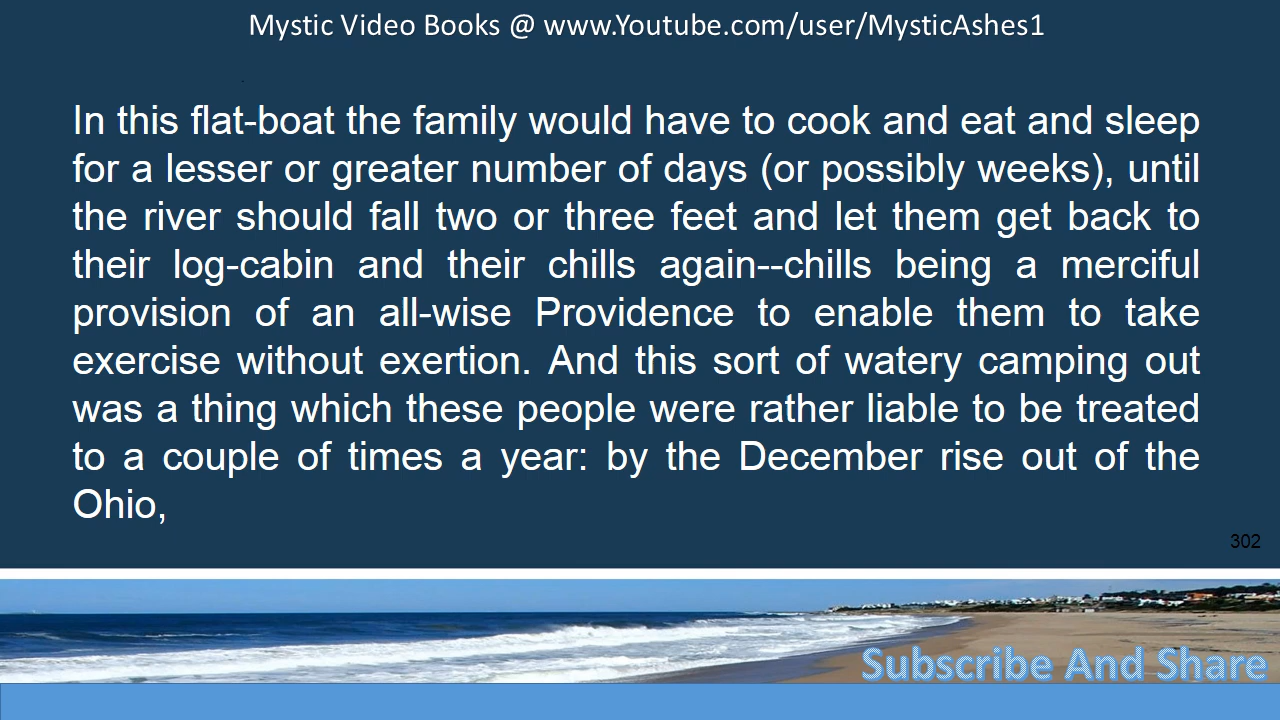 Mystic Video Books @ www.Youtube.com/user/MysticAshes1
In this flat-boat the family would have to cook and eat and sleep
for a lesser or greater number of days (or possibly weeks), until
the river should fall two or three feet and let them get back to
their log-cabin and their chills again--chills being a merciful
provision of an all-wise Providence to enable them to take
exercise without exertion. And this sort of watery camping out
was a thing which these people were rather liable to be treated
to a couple of times a year: by the December rise out of the
Ohio,
302
Subscribe And Share